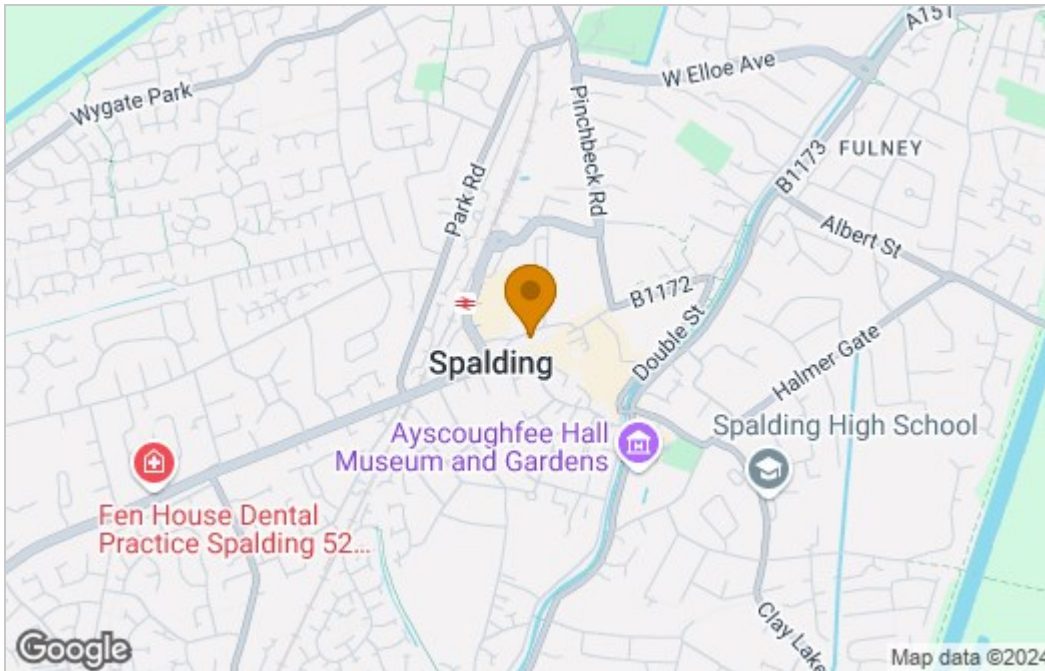 A151
W Elloe Ave
Wygate Park
Pinchbeck Rd
FULNEY
B1173
Park Rd
Albert St
B1172
Double St
Spalding
Halmer Gate
Ayscoughfee Hall
Museum and Gardens
Spalding High School
Fen House Dental
Practice Spalding 52...
Clay Lake
Google
Map data ©2024